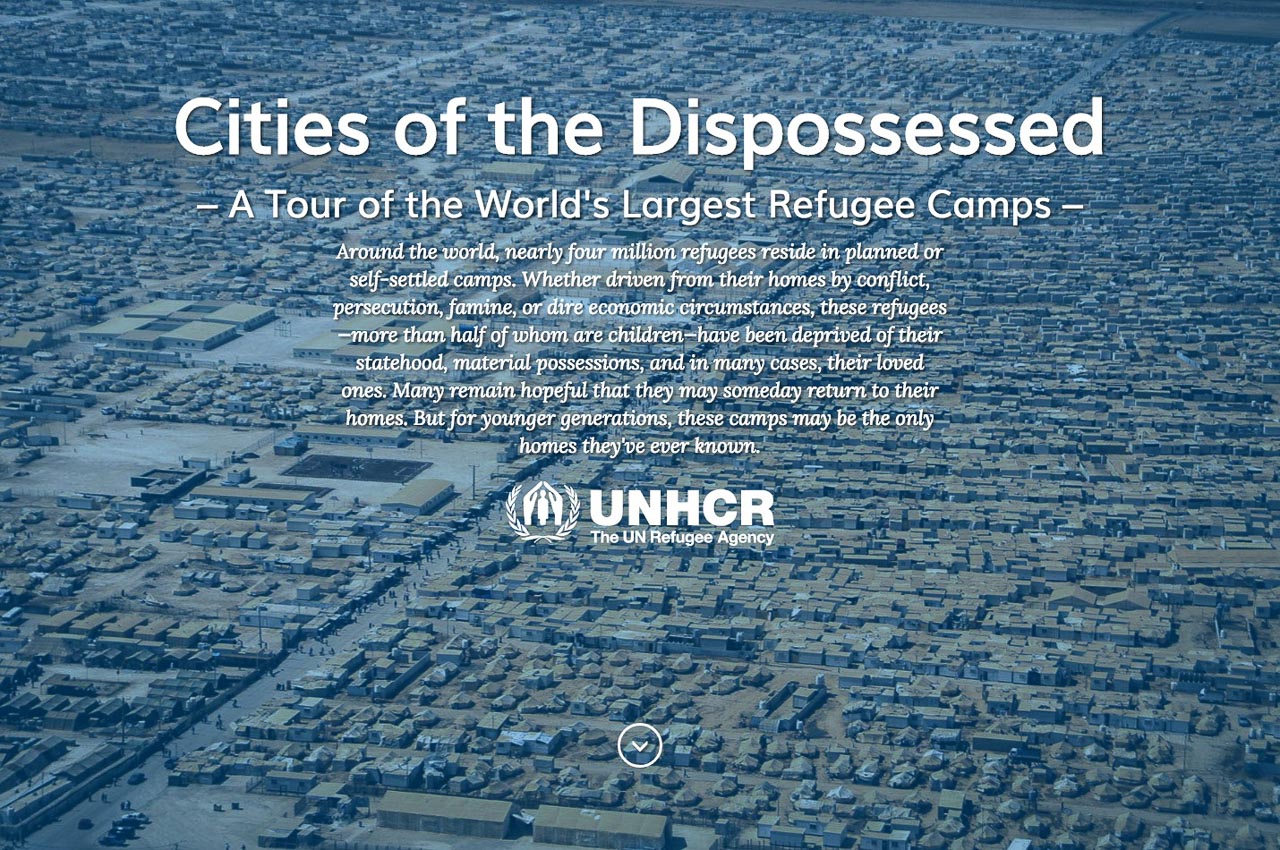 Cities of the Dispossessed
– A Tour of the World's Largest Refugee Camps –
Around the world, nearly four million refugees reside in planned or
self-settled camps. Whether driven from their homes by conflict,
persecution, famine, or dire economic circumstances, these refugees
—more than half of whom are children—have been deprived of their
statehood, material possessions, and in many cases, their loved
ones. Many remain hopeful that they may someday return to their
homes. But for younger generations, these camps may be the only
homes they've ever known.
UNHCR
The UN Refugee Agency